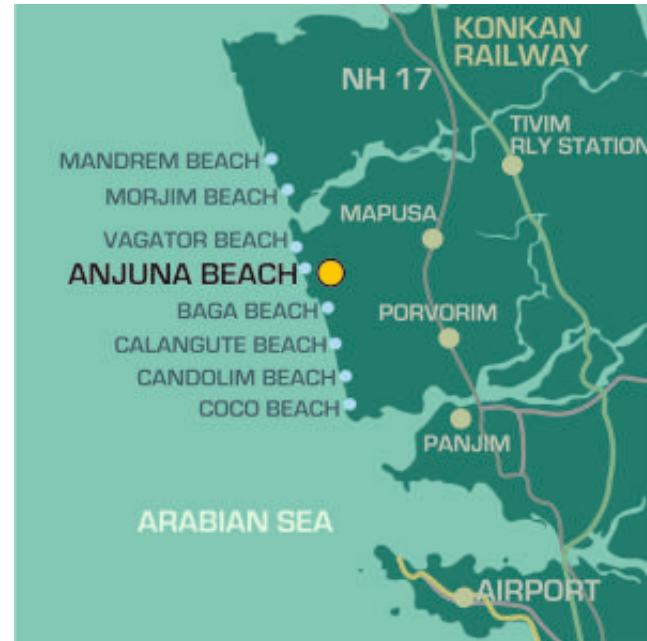 KONKAN
RAILWAY
NH 17
TIVIM
RLY STATION
MANDREM BEACH
MORJIM BEACH
MAPUSA
VAGATOR BEACH
ANJUNA BEACH
BAGA BEACH
PORVORIM
CALANGUTE BEACH
CANDOLIM BEACH
COCO BEACH
PANJIM
ARABIAN SEA
AIRPORT